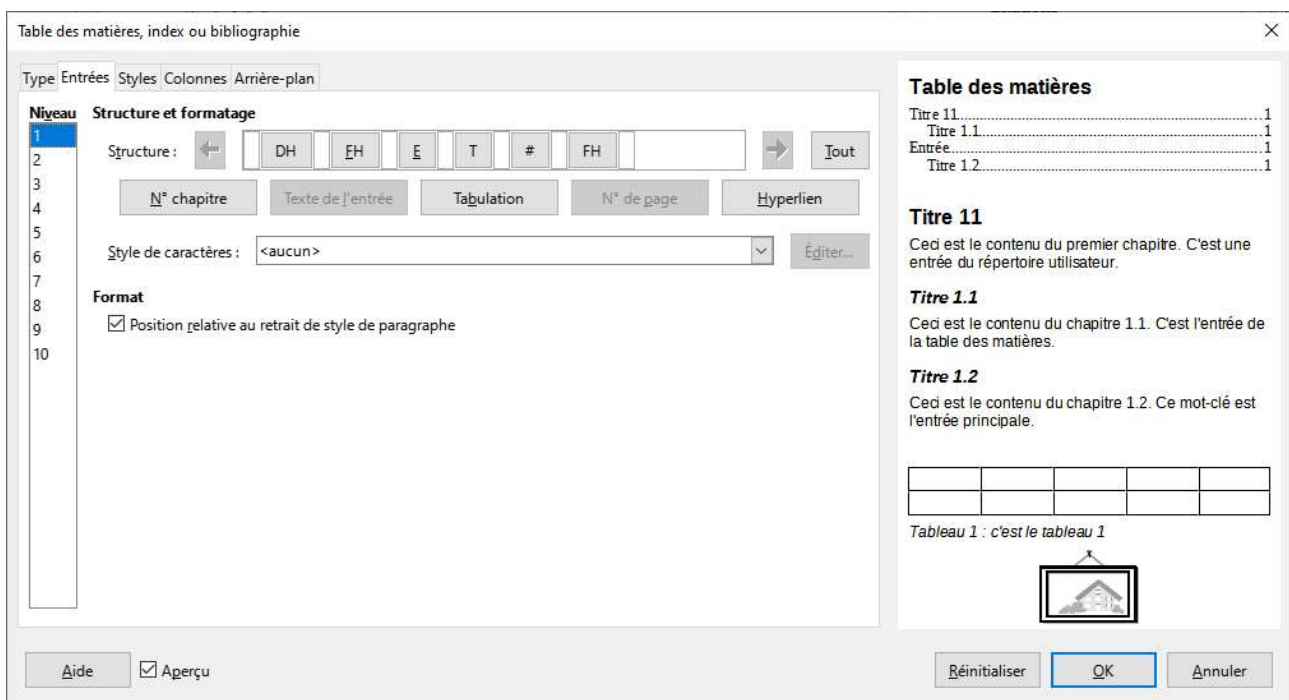 Table des matières, index ou bibliographie
Type Entrées Styles Colonnes Arrière-plan
Niveau
1
2
3
4
5
6
7
8
9
10
Structure et formatage
Structure : DH FH E T # FH Tout
N° chapitre Texte de l'entrée Tabulation N° de page Hyperlien
Style de caractères : <aucun> Éditer...
Format
Position relative au retrait de style de paragraphe
Table des matières
Titre 11....................1
Titre 1.1....................1
Entrée....................1
Titre 1.2....................1
Titre 11
Ceci est le contenu du premier chapitre. C'est une
entrée du répertoire utilisateur.
Titre 1.1
Ceci est le contenu du chapitre 1.1. C'est l'entrée de
la table des matières.
Titre 1.2
Ceci est le contenu du chapitre 1.2. Ce mot-clé est
l'entrée principale.
Tableau 1 : c'est le tableau 1
Aide Aperçu Réinitialiser OK Annuler